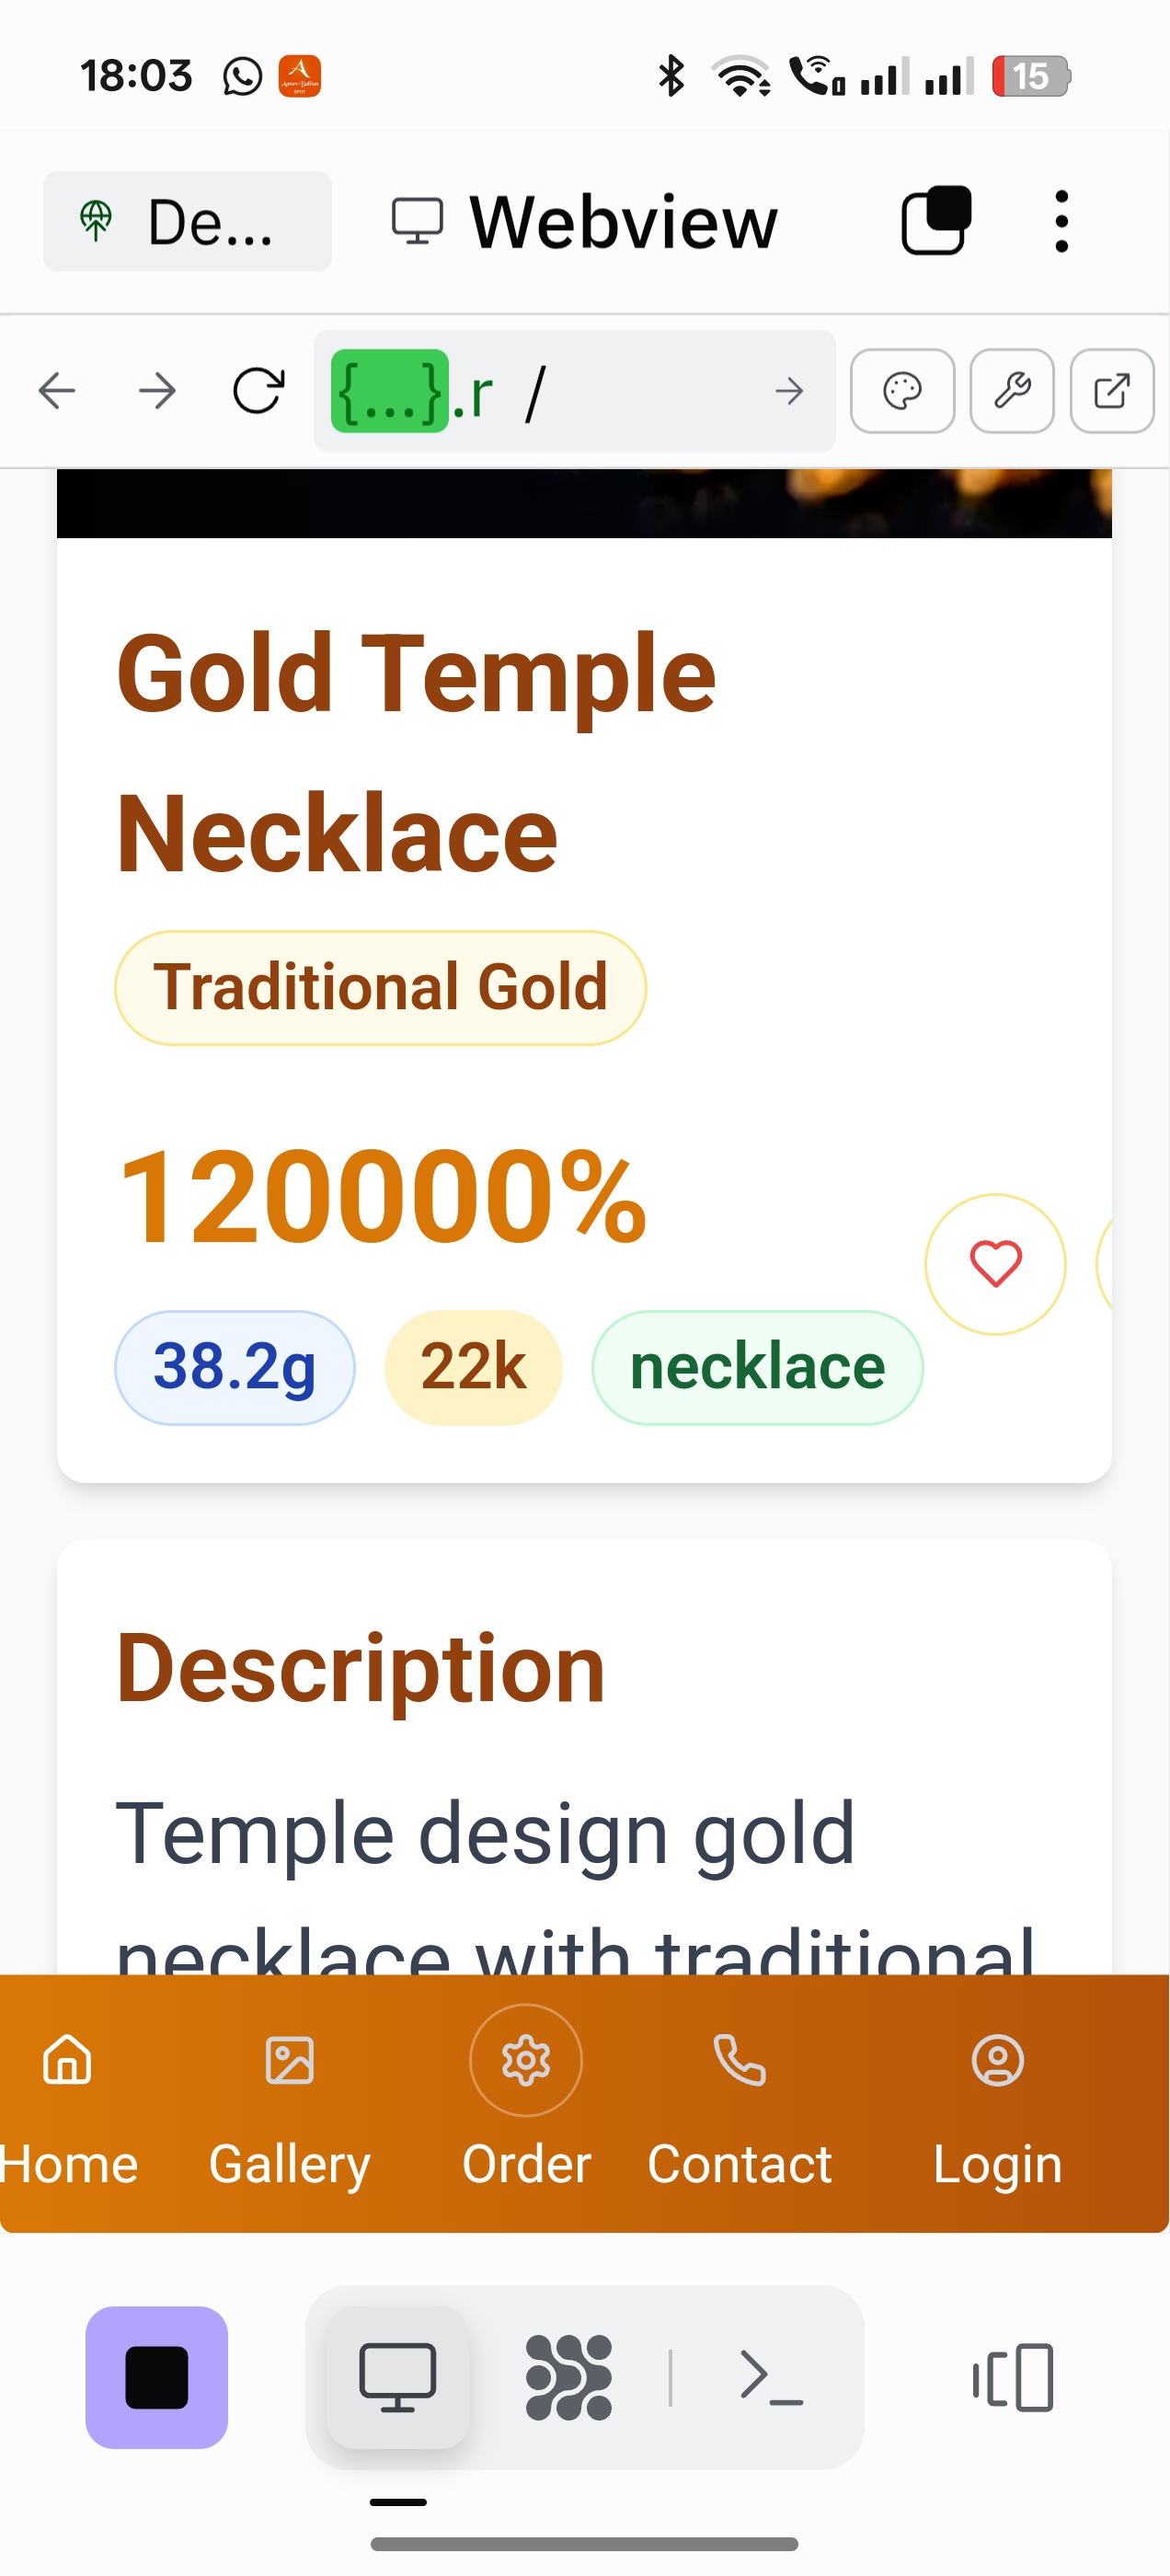 18:03
15
De...
Webview
{...}.r /
Gold Temple
Necklace
Traditional Gold
120000%
38.2g
22k
necklace
Description
Temple design gold
necklace with traditional
Home
Gallery
Order
Contact
Login